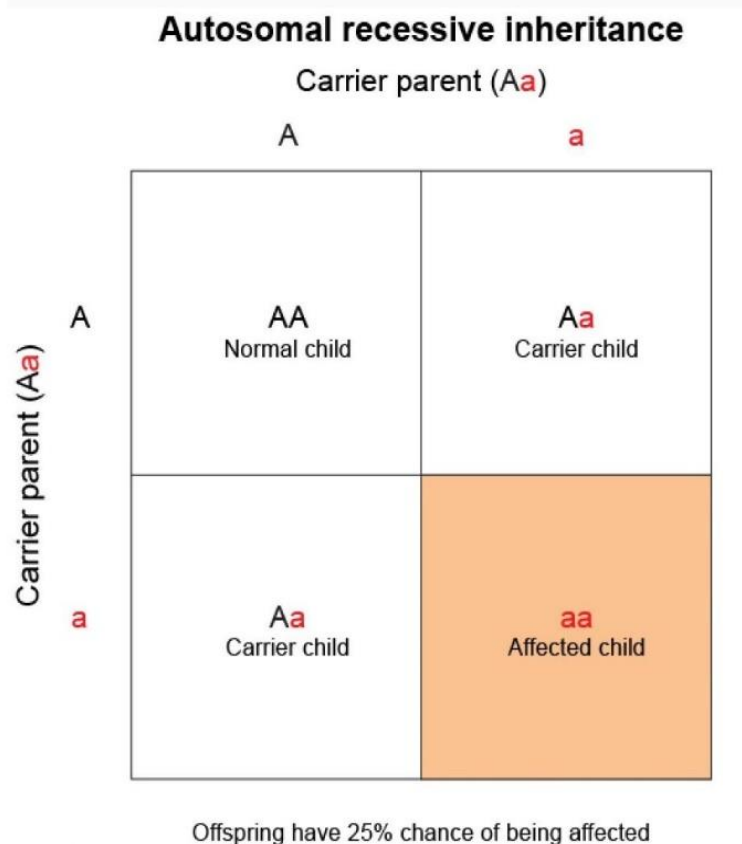 Autosomal recessive inheritance
Carrier parent (Aa)
A
a
Carrier parent (Aa)
A
AA
Normal child
Aa
Carrier child
a
Aa
Carrier child
aa
Affected child
Offspring have 25% chance of being affected